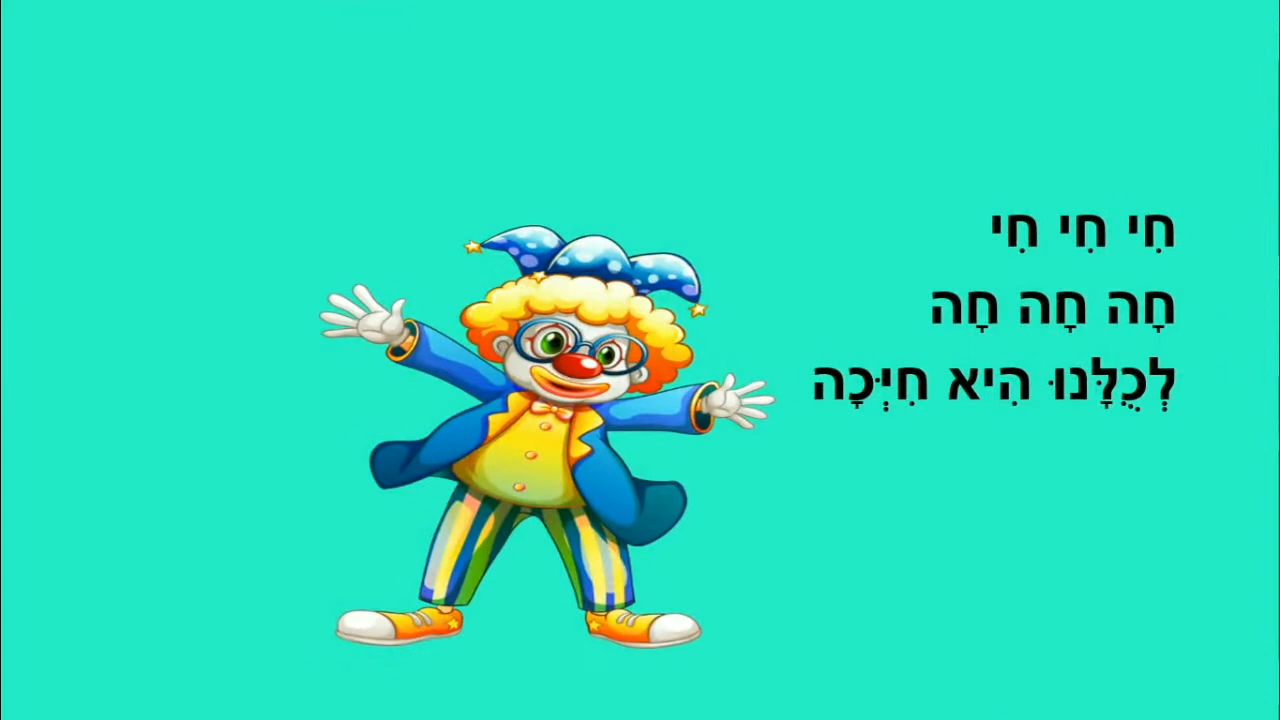 חִי חִי חִי
חָה חָה חָה
לְכֻלָּנוּ הִיא חִיְּכָה